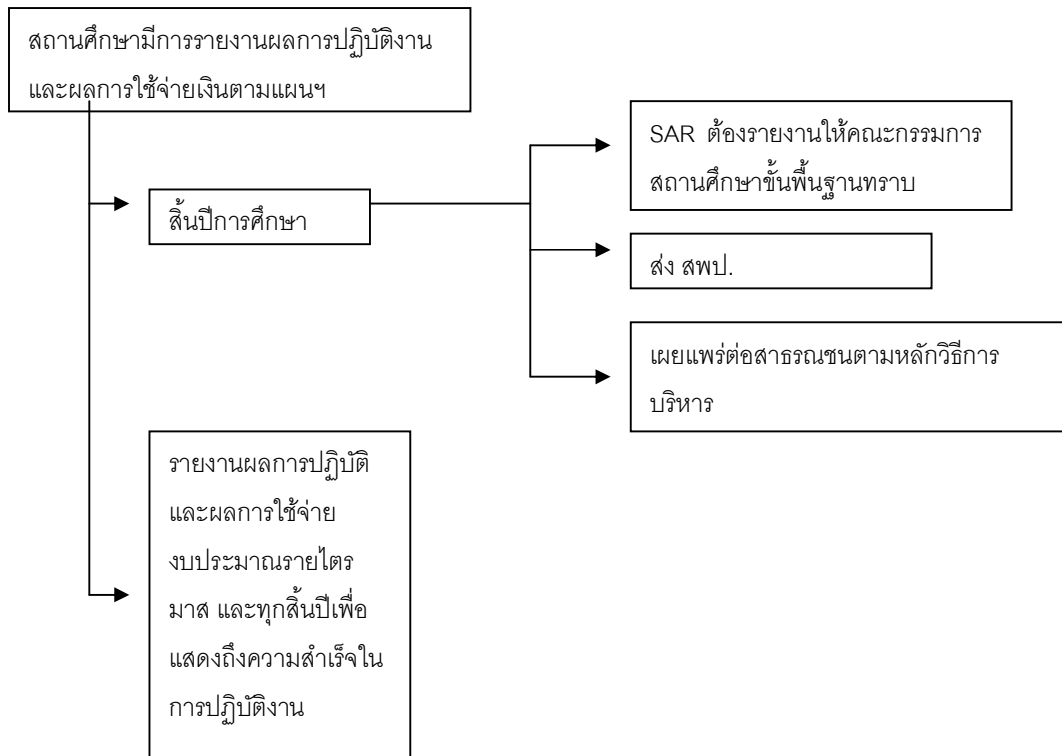 สถานศึกษามีการรายงานผลการปฏิบัติงาน
และผลการใช้จ่ายเงินตามแผนฯ
SAR ต้องรายงานให้คณะกรรมการ
สถานศึกษาขั้นพื้นฐานทราบ
สิ้นปีการศึกษา
ส่ง สพป.
เผยแพร่ต่อสาธรณชนตามหลักวิธีการ
บริหาร
รายงานผลการปฏิบัติ
และผลการใช้จ่าย
งบประมาณรายไตร
มาส และทุกสิ้นปีเพื่อ
แสดงถึงความสำเร็จใน
การปฏิบัติงาน